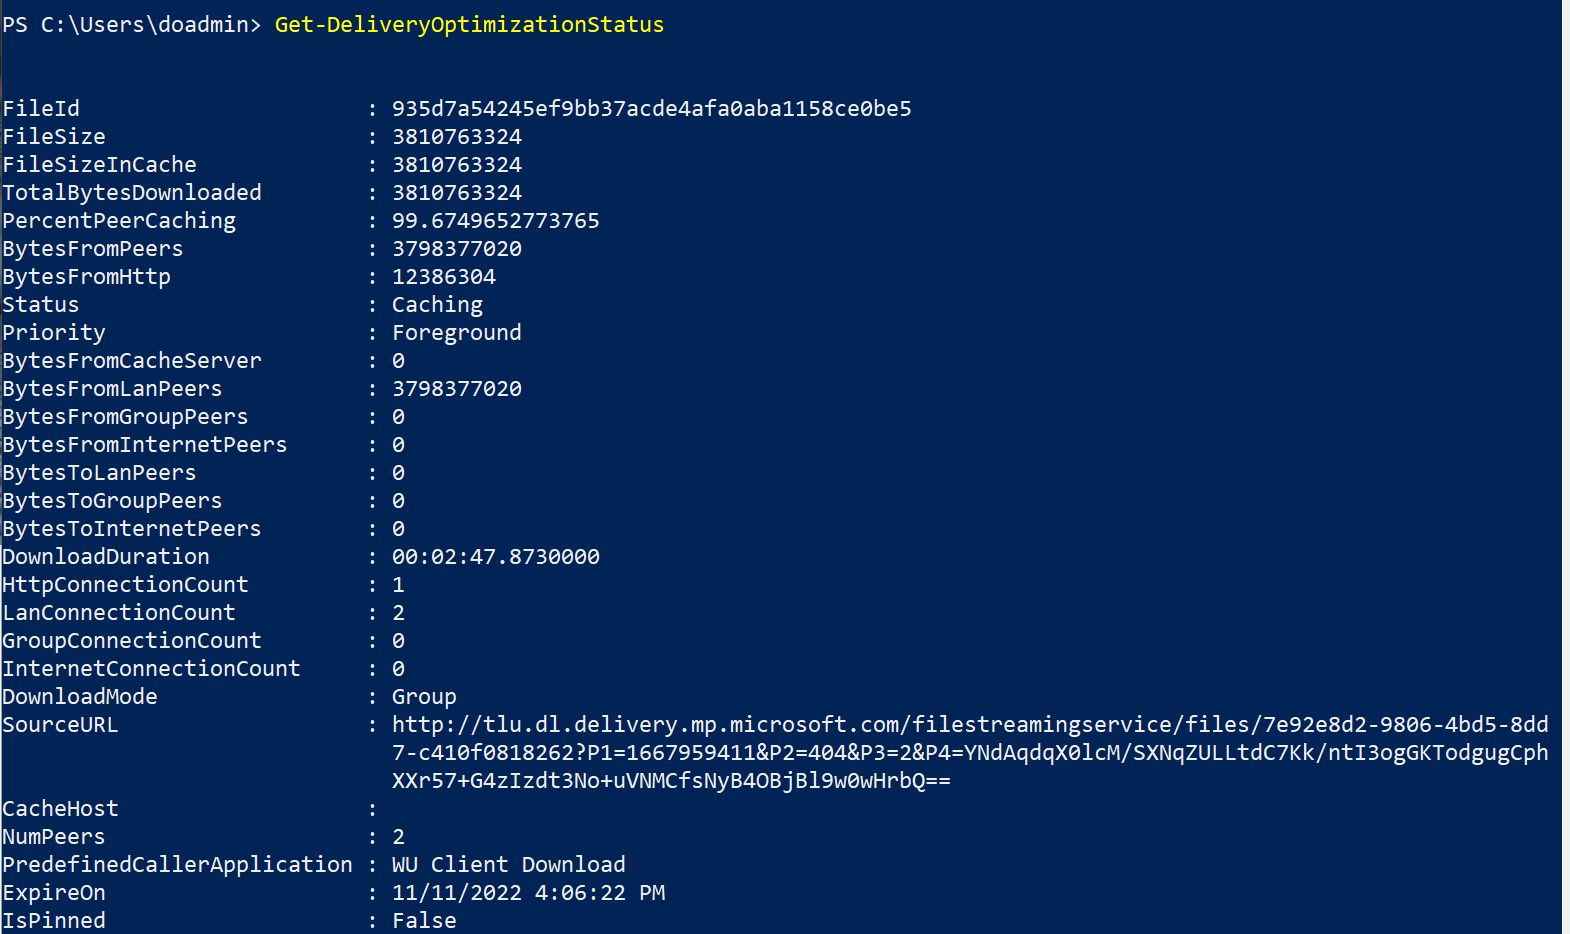 PS C:\Users\doadmin> Get-DeliveryOptimizationStatus
FileId                      : 935d7a54245ef9bb37acde4afa0aba1158ce0be5
FileSize                    : 3810763324
FileSizeInCache             : 3810763324
TotalBytesDownloaded        : 3810763324
PercentPeerCaching          : 99.6749652773765
BytesFromPeers              : 3798377020
BytesFromHttp               : 12386304
Status                      : Caching
Priority                    : Foreground
BytesFromCacheServer        : 0
BytesFromLanPeers           : 3798377020
BytesFromGroupPeers         : 0
BytesFromInternetPeers      : 0
BytesToLanPeers             : 0
BytesToGroupPeers           : 0
BytesToInternetPeers        : 0
DownloadDuration            : 00:02:47.8730000
HttpConnectionCount         : 1
LanConnectionCount          : 2
GroupConnectionCount        : 0
InternetConnectionCount     : 0
DownloadMode                : Group
SourceURL                   : http://tlu.dl.delivery.mp.microsoft.com/filestreamingservice/files/7e92e8d2-9806-4bd5-8dd
                              7-c410f0818262?P1=1667959411&P2=404&P3=2&P4=YNdAqdqX0lcM/SXNqZULLtdC7Kk/ntI3ogGKTodgugCph
                              XXr57+G4zIzdt3No+uVNMCfsNyB4OBjBl9w0wHrbQ==
CacheHost                   :
NumPeers                    : 2
PredefinedCallerApplication : WU Client Download
ExpireOn                    : 11/11/2022 4:06:22 PM
IsPinned                    : False